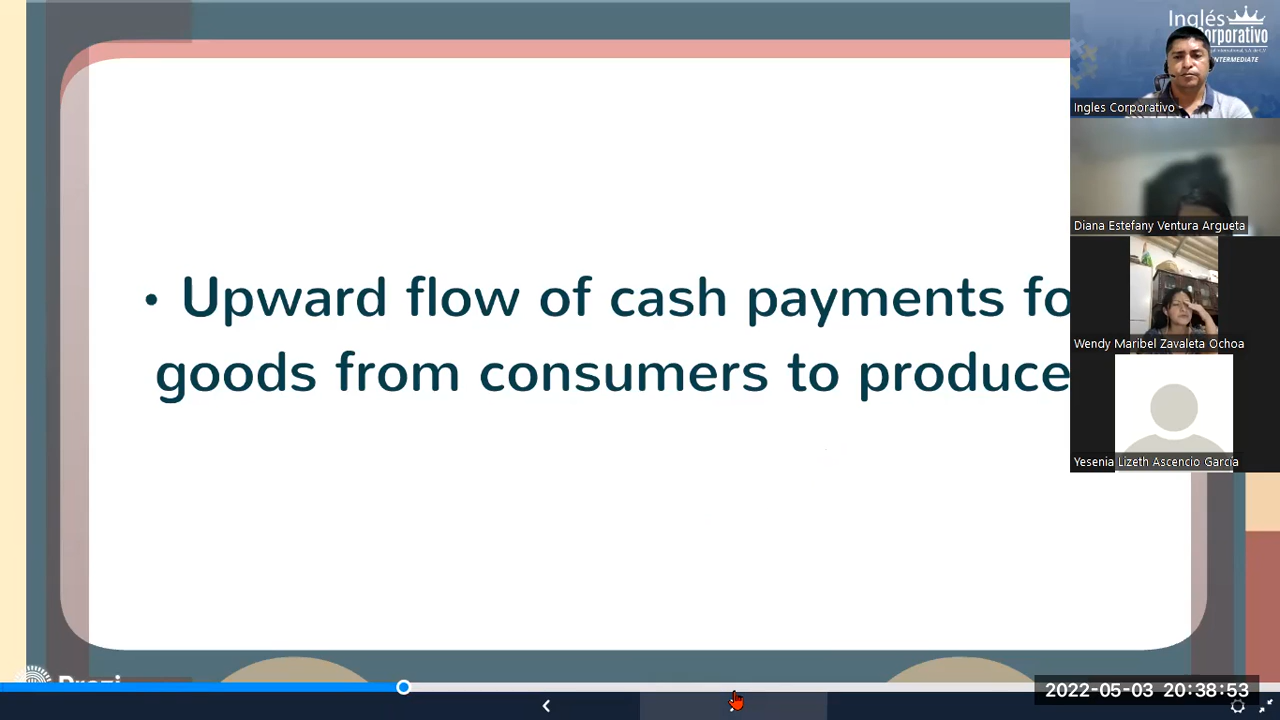 • Upward flow of cash payments fo
goods from consumers to produce
Inglés
Corporativo
INTERMEDIATE
Ingles Corporativo
Diana Estefany Ventura Argueta
Wendy Maribel Zavaleta Ochoa
Yesenia Lizeth Ascencio Garcia
Prezi
2022-05-03 20:38:53